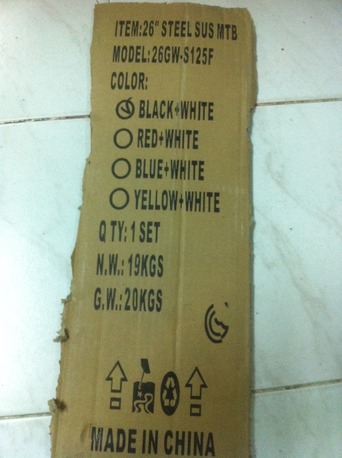 ITEM:26" STEEL SUS MTB
MODEL:26GW-S125F
COLOR:
BLACK+WHITE
RED+WHITE
BLUE+WHITE
YELLOW+WHITE
Q TY: 1 SET
N.W.: 19KGS
G.W.: 20KGS
MADE IN CHINA